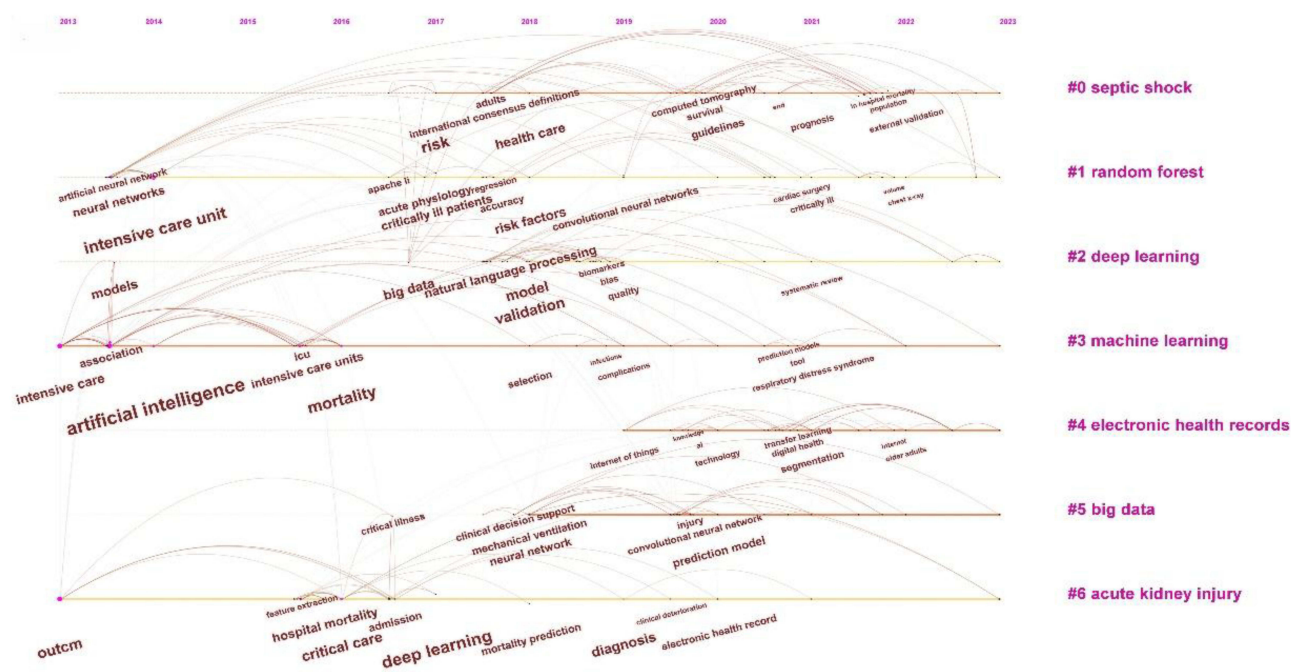 2013 2014 2015 2016 2017 2018 2019 2020 2021 2022 2023
#0 septic shock
adults
international consensus definitions
risk
health care
computed tomography
survival
guidelines
end
prognosis
in hospital mortality
population
external validation
#1 random forest
artificial neural network
neural networks
intensive care unit
apache ii
acute physiology
regression
critically ill patients
accuracy
risk factors
convolutional neural networks
cardiac surgery
critically ill
volume
chest x-ray
#2 deep learning
models
big data
natural language processing
model
validation
biomarkers
bias
quality
systematic review
#3 machine learning
association
intensive care
artificial intelligence
icu
intensive care units
mortality
selection
infections
complications
prediction models
tool
respiratory distress syndrome
#4 electronic health records
internet of things
knowledge
ai
technology
transfer learning
digital health
segmentation
internet
older adults
#5 big data
critical illness
clinical decision support
mechanical ventilation
neural network
injury
convolutional neural network
prediction model
#6 acute kidney injury
outcm
feature extraction
hospital mortality
admission
critical care
deep learning
mortality prediction
clinical deterioration
diagnosis
electronic health record